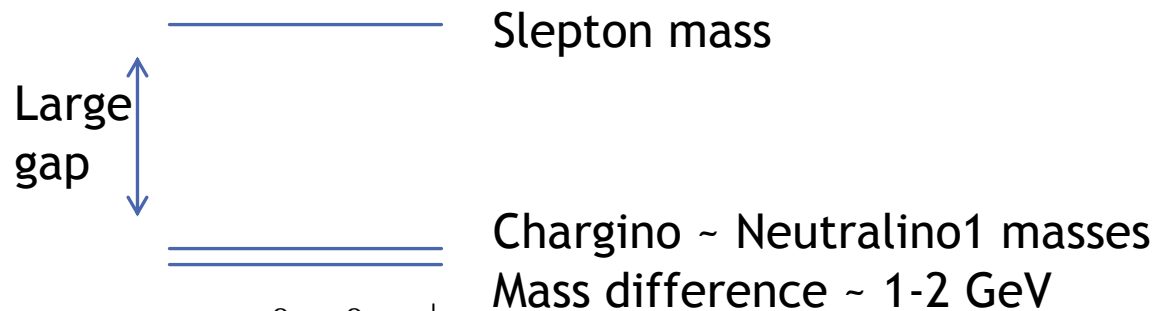 Slepton mass
Large
gap
Chargino ~ Neutralino1 masses
Mass difference ~ 1-2 GeV